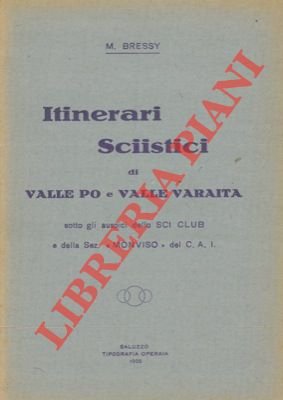 M. BRESSY
Itinerari
Sciistici
di
VALLE PO e VALLE VARAITA
sotto gli auspici dello SCI CLUB
e della Sez. « MONVISO » del C. A. I.
SALUZZO
TIPOGRAFIA OPERAIA
LIBRERIA PIANI